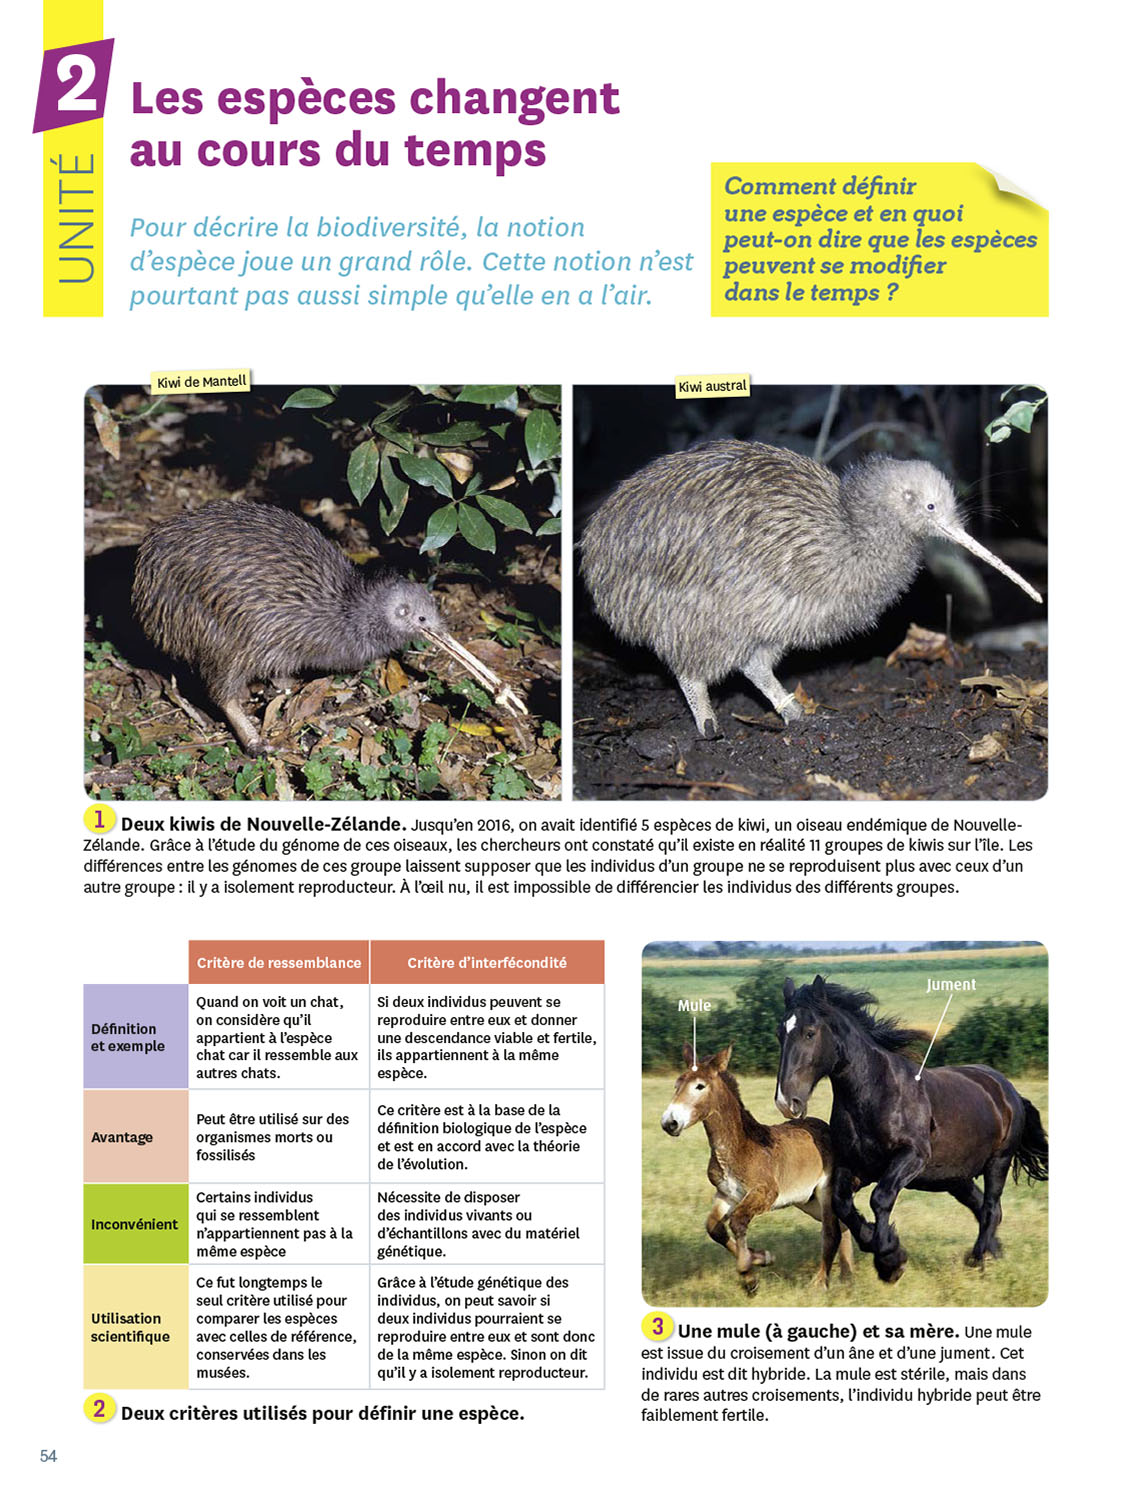 2
UNITÉ
Les espèces changent
au cours du temps
Pour décrire la biodiversité, la notion
d'espèce joue un grand rôle. Cette notion n'est
pourtant pas aussi simple qu'elle en a l'air.
Comment définir
une espèce et en quoi
peut-on dire que les espèces
peuvent se modifier
dans le temps ?
Kiwi de Mantell
Kiwi austral
1 Deux kiwis de Nouvelle-Zélande. Jusqu'en 2016, on avait identifié 5 espèces de kiwi, un oiseau endémique de Nouvelle-
Zélande. Grâce à l'étude du génome de ces oiseaux, les chercheurs ont constaté qu'il existe en réalité 11 groupes de kiwis sur l'île. Les
différences entre les génomes de ces groupe laissent supposer que les individus d'un groupe ne se reproduisent plus avec ceux d'un
autre groupe : il y a isolement reproducteur. À l'œil nu, il est impossible de différencier les individus des différents groupes.
Critère de ressemblance
Critère d'interfécondité
Définition
et exemple
Quand on voit un chat,
on considère qu'il
appartient à l'espèce
chat car il ressemble aux
autres chats.
Si deux individus peuvent se
reproduire entre eux et donner
une descendance viable et fertile,
ils appartiennent à la même
espèce.
Avantage
Peut être utilisé sur des
organismes morts ou
fossilisés
Ce critère est à la base de la
définition biologique de l'espèce
et est en accord avec la théorie
de l'évolution.
Inconvénient
Certains individus
qui se ressemblent
n'appartiennent pas à la
même espèce
Nécessite de disposer
des individus vivants ou
d'échantillons avec du matériel
génétique.
Utilisation
scientifique
Ce fut longtemps le
seul critère utilisé pour
comparer les espèces
avec celles de référence,
conservées dans les
musées.
Grâce à l'étude génétique des
individus, on peut savoir si
deux individus pourraient se
reproduire entre eux et sont donc
de la même espèce. Sinon on dit
qu'il y a isolement reproducteur.
2 Deux critères utilisés pour définir une espèce.
Mule
Jument
3 Une mule (à gauche) et sa mère. Une mule
est issue du croisement d'un âne et d'une jument. Cet
individu est dit hybride. La mule est stérile, mais dans
de rares autres croisements, l'individu hybride peut être
faiblement fertile.
54